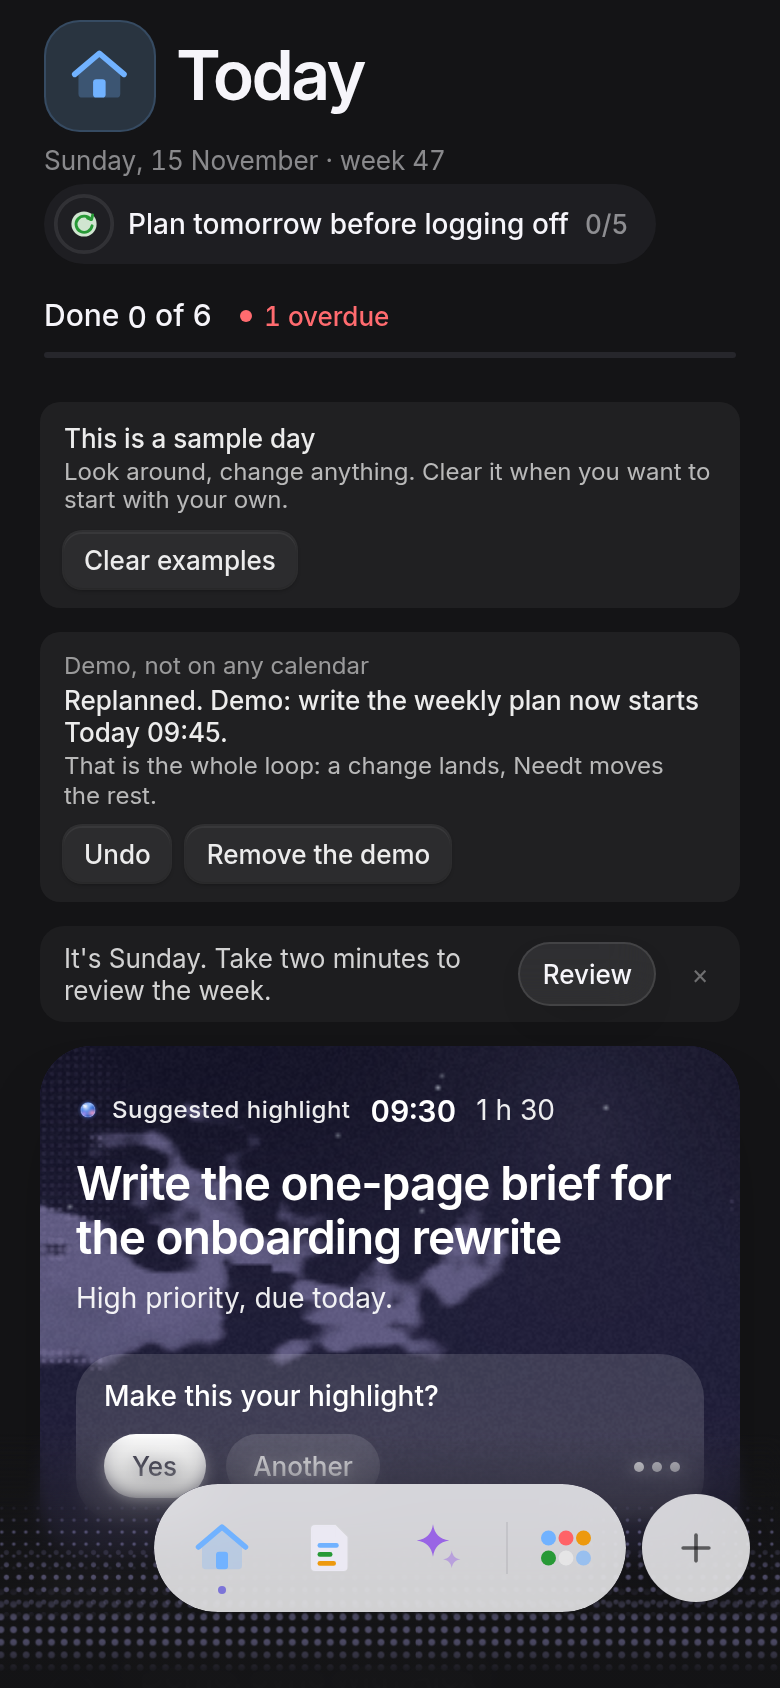 Today
Sunday, 15 November · week 47
Plan tomorrow before logging off 0/5
Done 0 of 6 • 1 overdue
This is a sample day
Look around, change anything. Clear it when you want to
start with your own.
Clear examples
Demo, not on any calendar
Replanned. Demo: write the weekly plan now starts
Today 09:45.
That is the whole loop: a change lands, Needt moves
the rest.
Undo Remove the demo
It's Sunday. Take two minutes to
review the week.
Review ×
Suggested highlight 09:30 1 h 30
Write the one-page brief for
the onboarding rewrite
High priority, due today.
Make this your highlight?
Yes Another